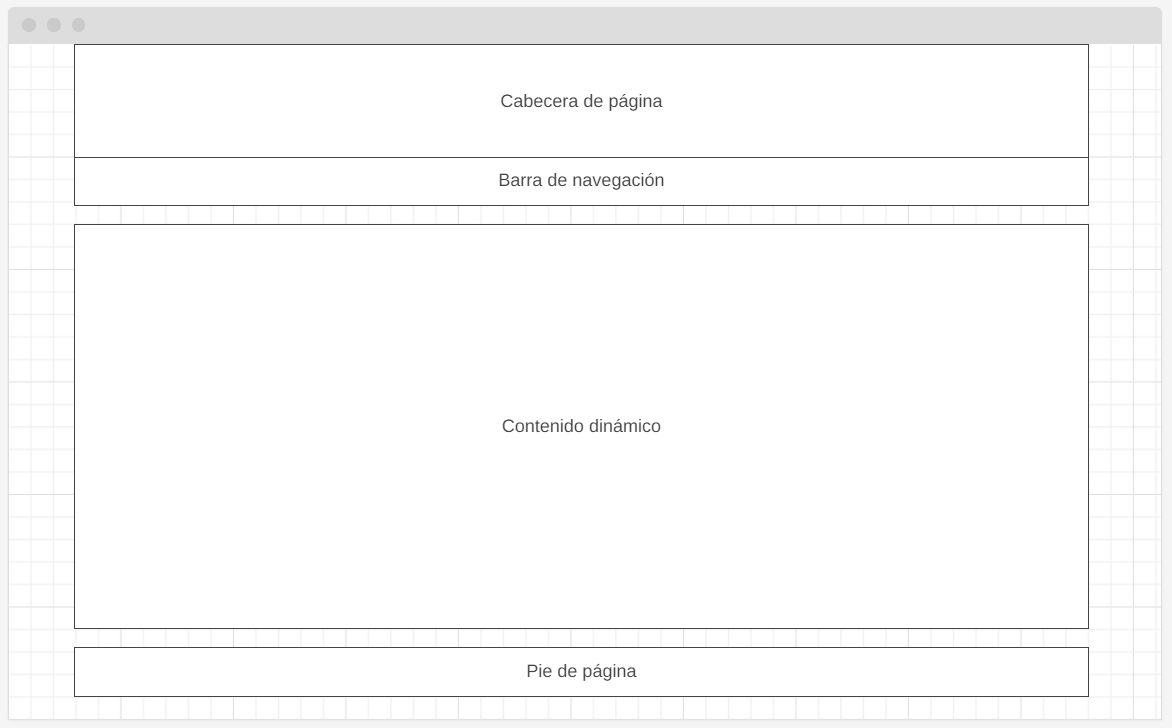 Cabecera de página
Barra de navegación
Contenido dinámico
Pie de página